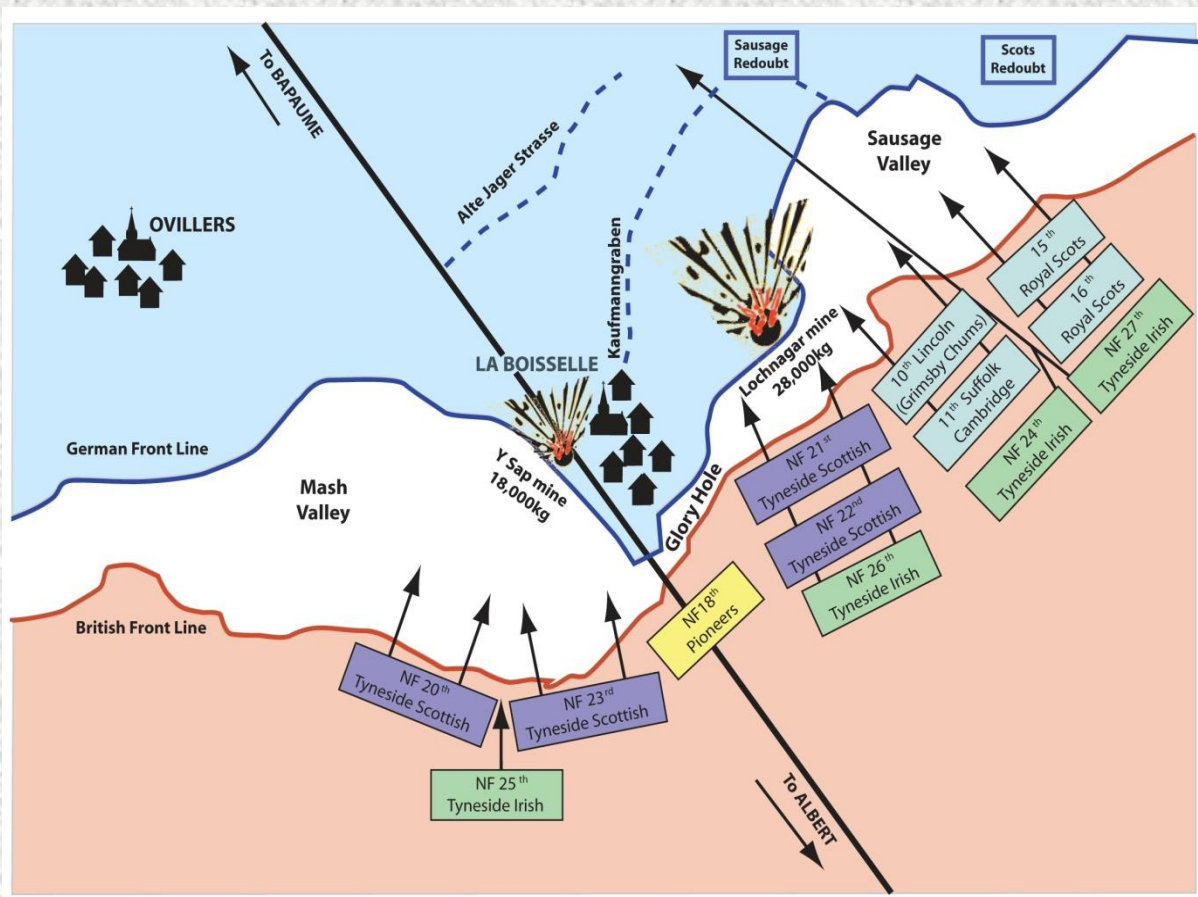 To BAPAUME
Sausage
Redoubt
Scots
Redoubt
Alte Jager Strasse
Sausage
Valley
OVILLERS
Kaufmanngraben
LA BOISSELLE
Lochnagar mine
28,000kg
15th
Royal Scots
16th
Royal Scots
NF 27th
Tyneside Irish
10th Lincoln
(Grimsby Chums)
11th Suffolk
Cambridge
NF 24th
Tyneside Irish
German Front Line
Mash
Valley
Y Sap mine
18,000kg
Glory Hole
NF 21st
Tyneside Scottish
NF 22nd
Tyneside Scottish
NF 26th
Tyneside Irish
British Front Line
NF18th
Pioneers
NF 20th
Tyneside Scottish
NF 23rd
Tyneside Scottish
NF 25th
Tyneside Irish
To ALBERT